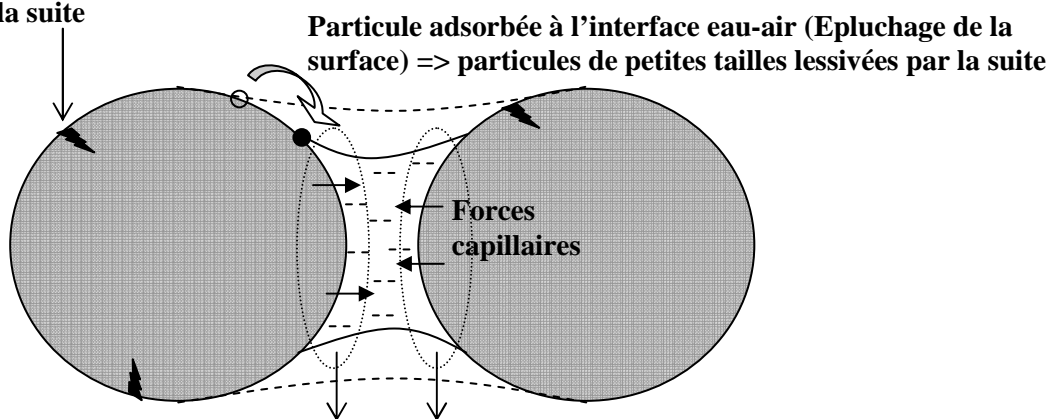 la suite
Particule adsorbée à l’interface eau-air (Epluchage de la
surface) => particules de petites tailles lessivées par la suite
Forces
capillaires